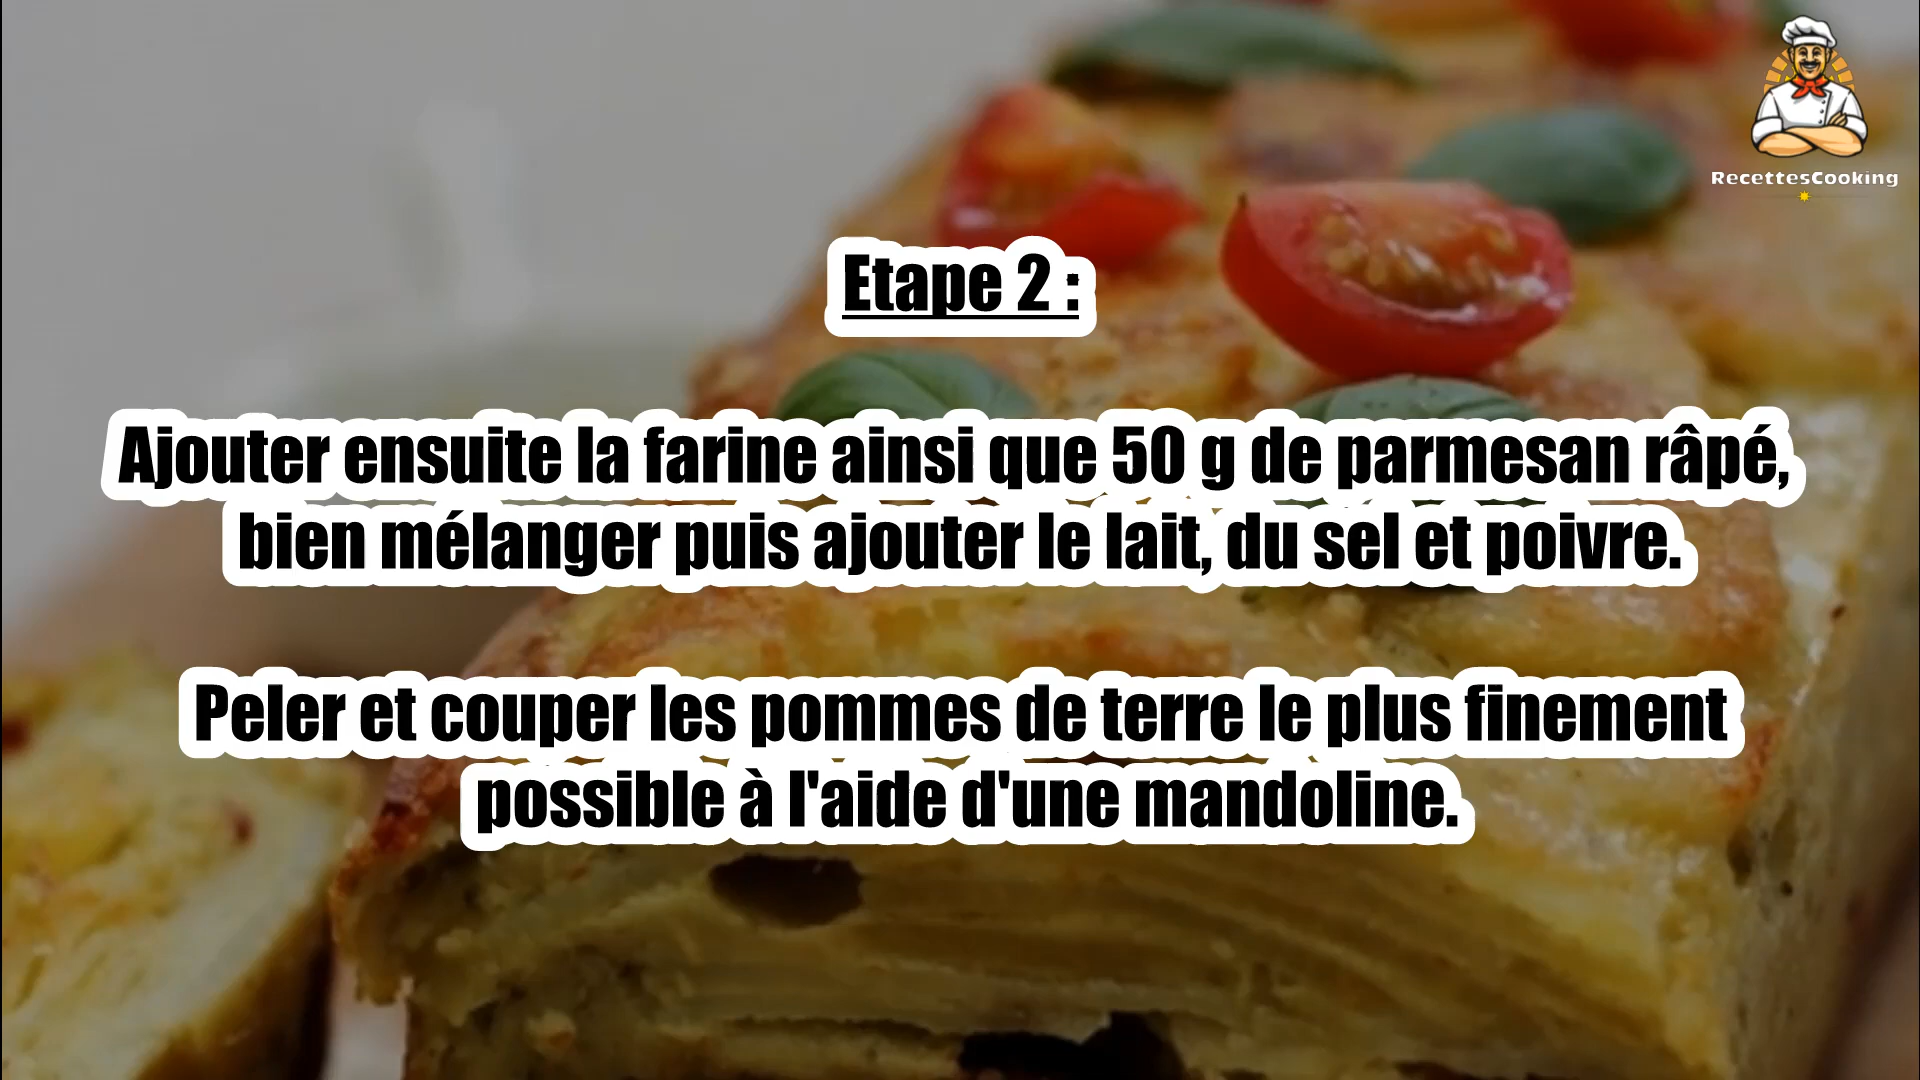 RecettesCooking
Etape 2 :
Ajouter ensuite la farine ainsi que 50 g de parmesan râpé,
bien mélanger puis ajouter le lait, du sel et poivre.
Peler et couper les pommes de terre le plus finement
possible à l'aide d'une mandoline.